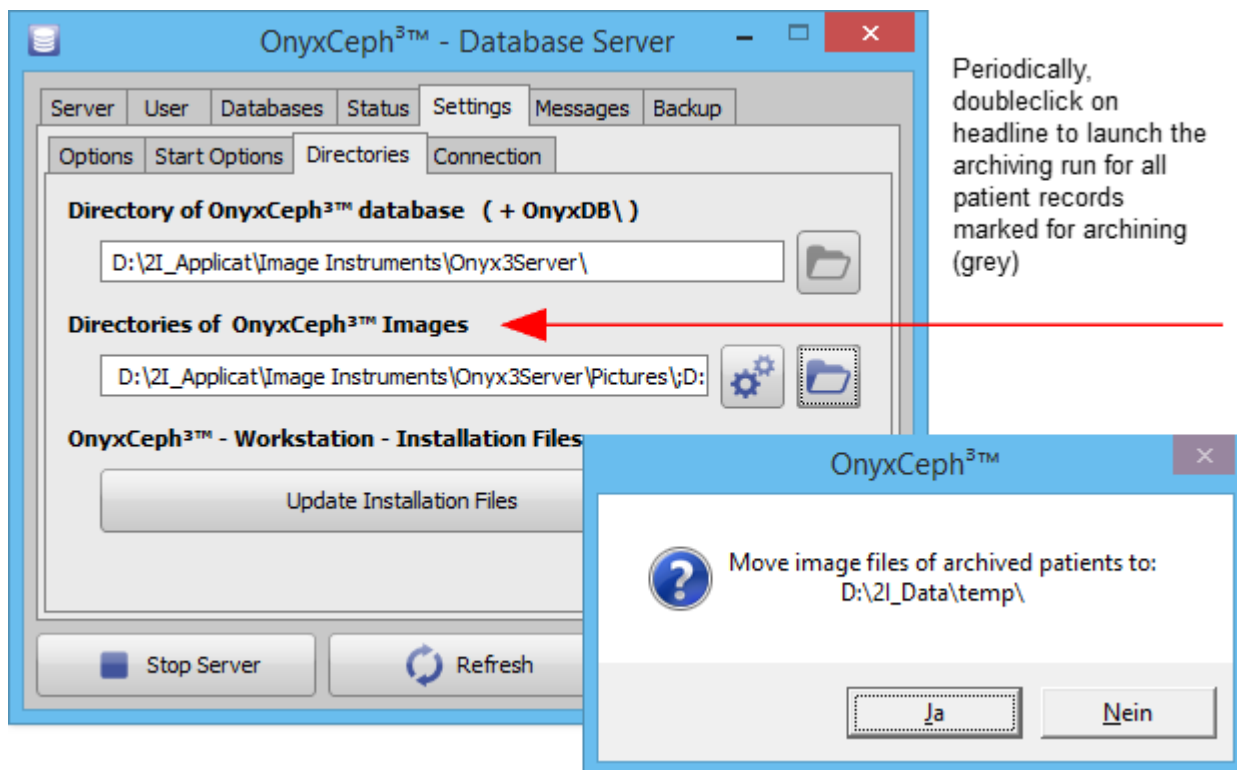 OnyxCeph³™ - Database Server
Server User Databases Status Settings Messages Backup
Options Start Options Directories Connection
Directory of OnyxCeph³™ database ( + OnyxDB\ )
D:\2I_Applicat\Image Instruments\Onyx3Server\
Directories of OnyxCeph³™ Images
D:\2I_Applicat\Image Instruments\Onyx3Server\Pictures\;D:
OnyxCeph³™ - Workstation - Installation Files
Update Installation Files
Stop Server
Refresh
Periodically,
doubleclick on
headline to launch the
archiving run for all
patient records
marked for archining
(grey)
OnyxCeph³™
Move image files of archived patients to:
D:\2I_Data\temp\
Ja
Nein